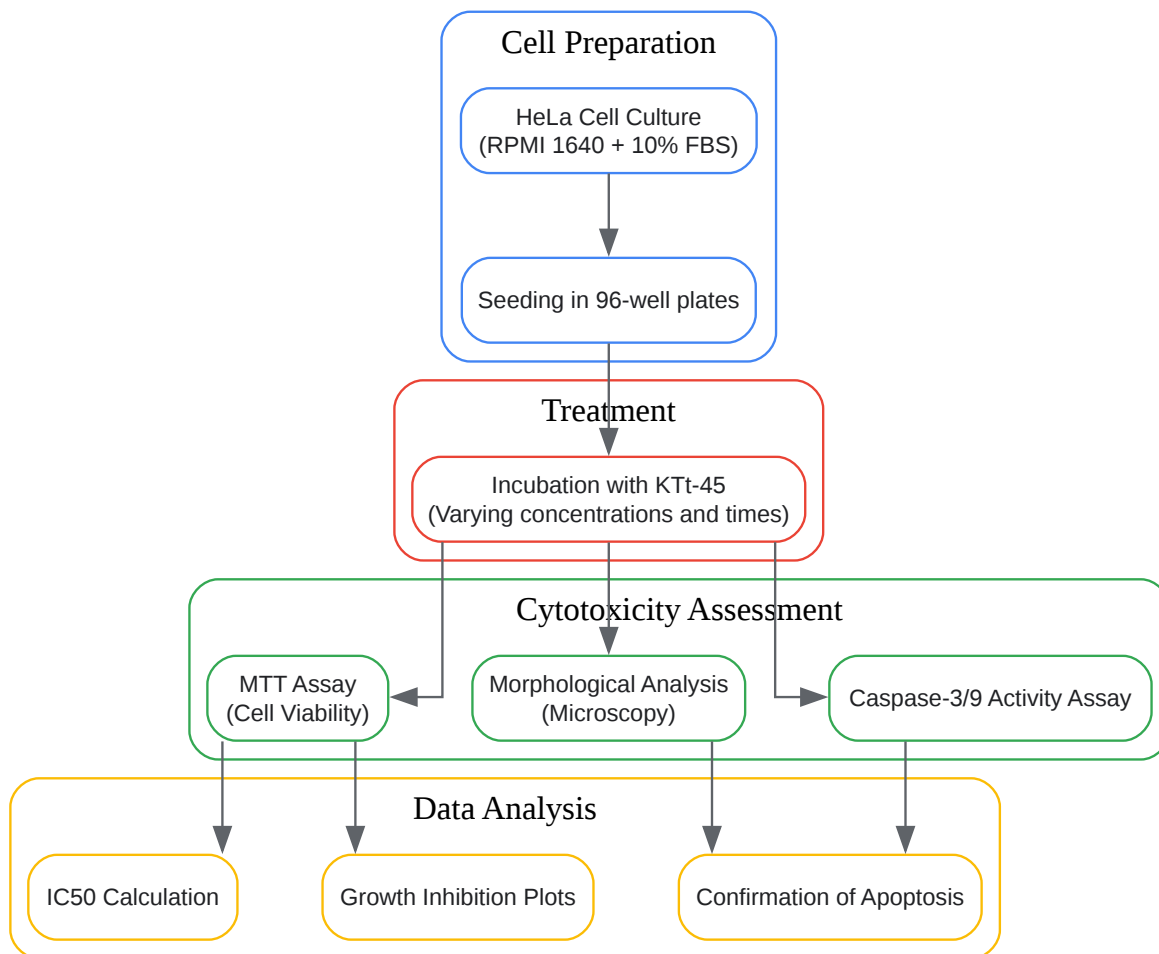 Cell Preparation
HeLa Cell Culture
(RPMI 1640 + 10% FBS)
Seeding in 96-well plates
Treatment
Incubation with KTt-45
(Varying concentrations and times)
Cytotoxicity Assessment
MTT Assay
(Cell Viability)
Morphological Analysis
(Microscopy)
Caspase-3/9 Activity Assay
Data Analysis
IC50 Calculation
Growth Inhibition Plots
Confirmation of Apoptosis